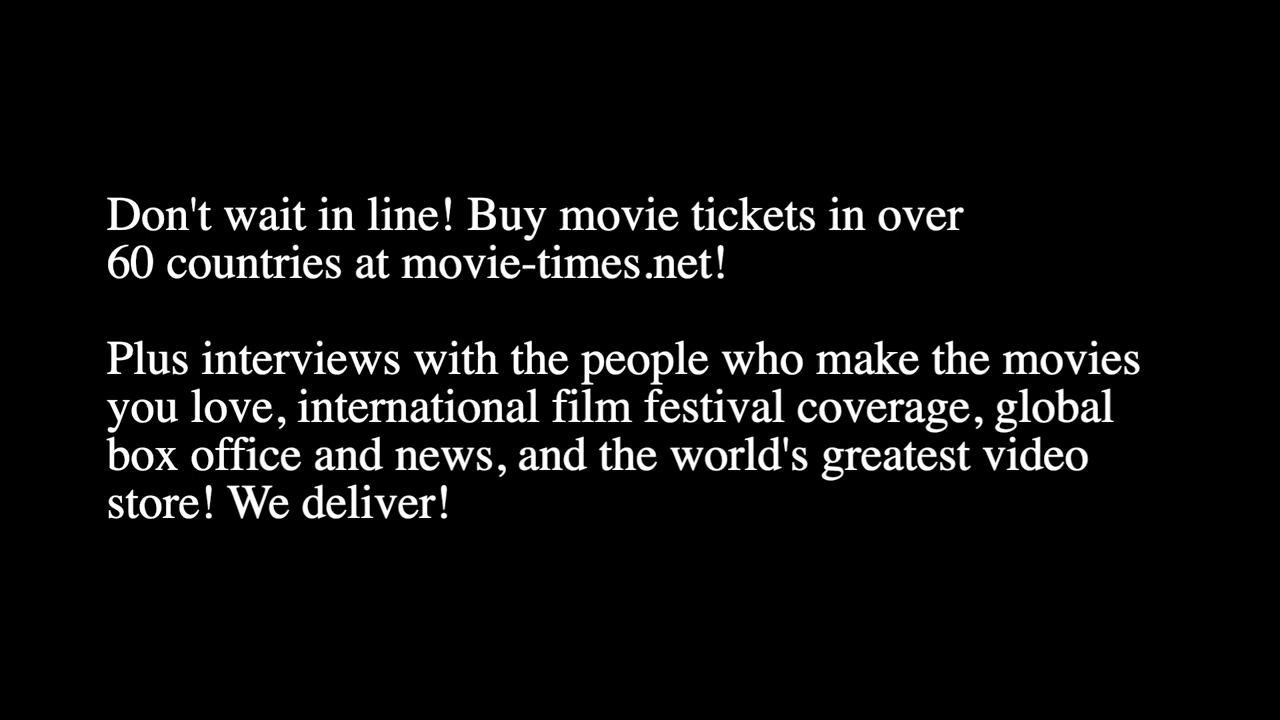 Don't wait in line! Buy movie tickets in over
60 countries at movie-times.net!
Plus interviews with the people who make the movies
you love, international film festival coverage, global
box office and news, and the world's greatest video
store! We deliver!